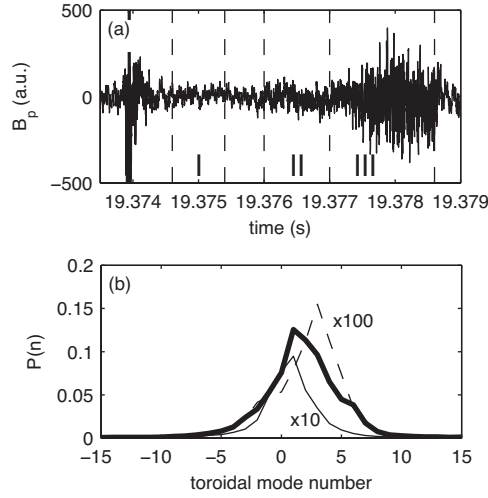 (a)
500
0
−500
B_p (a.u.)
I
II
III
19.374 19.375 19.376 19.377 19.378 19.379
time (s)
(b)
0.2
0.15
0.1
0.05
0
P(n)
x100
x10
−15 −10 −5 0 5 10 15
toroidal mode number